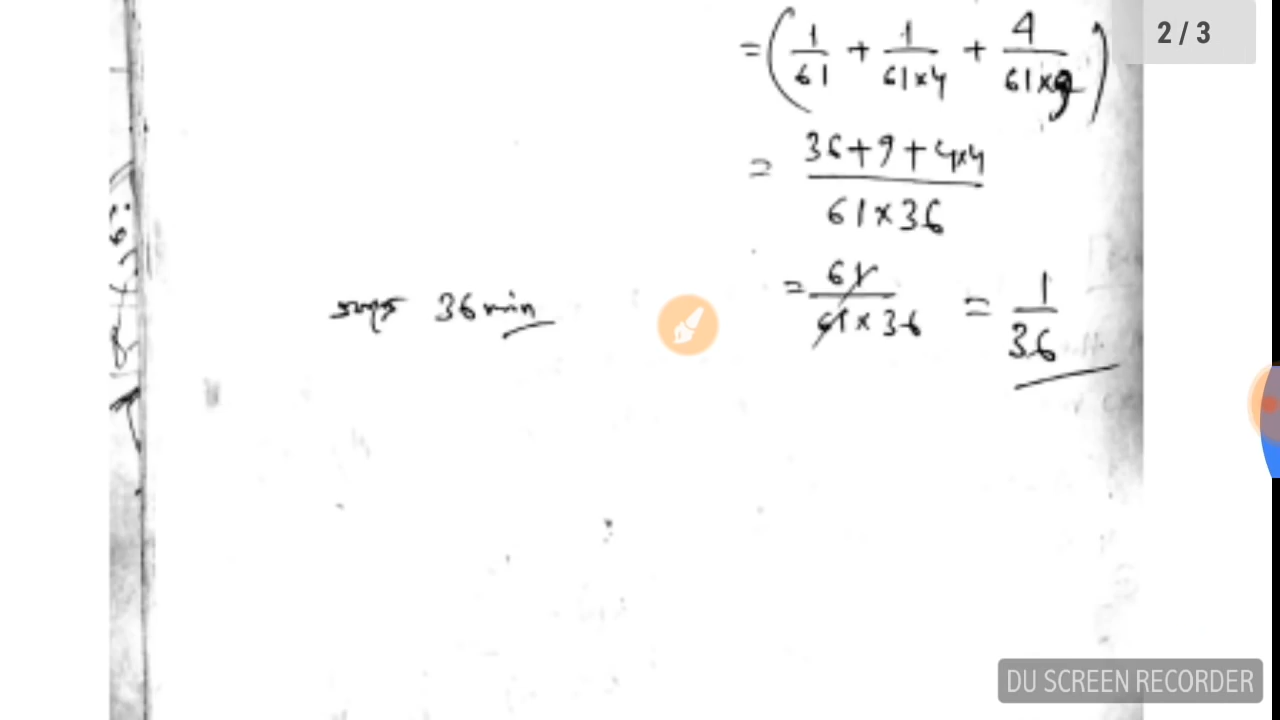 2 / 3
= ( 1/61 + 1/61×4 + 4/61×9 )
= 36+9+4×4 / 61×36
= 61 / 61×36 = 1/36
36 min
DU SCREEN RECORDER